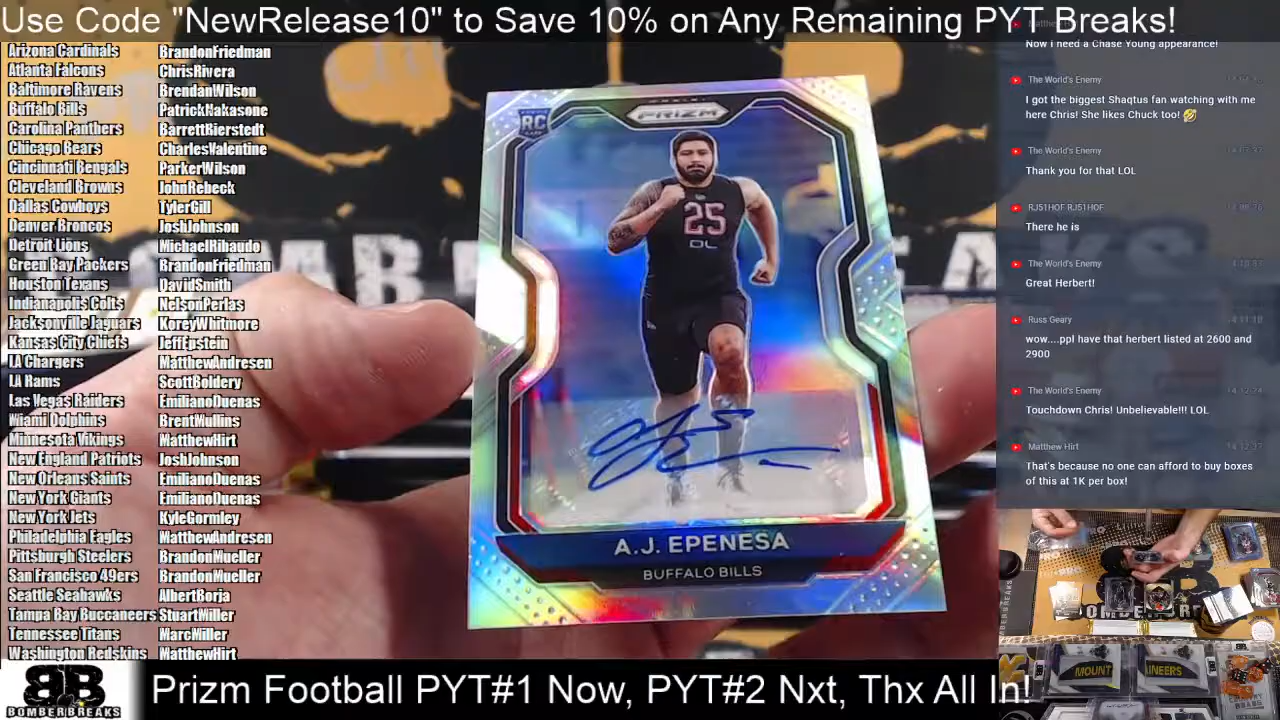 Use Code "NewRelease10" to Save 10% on Any Remaining PYT Breaks!
Arizona Cardinals BrandonFriedman
Atlanta Falcons ChrisRivera
Baltimore Ravens BrendanWilson
Buffalo Bills PatrickNakasone
Carolina Panthers BarrettBierstedt
Chicago Bears CharlesValentine
Cincinnati Bengals ParkerWilson
Cleveland Browns JohnRebeck
Dallas Cowboys TylerGill
Denver Broncos JoshJohnson
Detroit Lions MichaelRibaudo
Green Bay Packers BrandonFriedman
Houston Texans DavidSmith
Indianapolis Colts NelsonPerlas
Jacksonville Jaguars KoreyWhitmore
Kansas City Chiefs JeffEpstein
LA Chargers MatthewAndresen
LA Rams ScottBoldery
Las Vegas Raiders EmilianoDuenas
Miami Dolphins BrentMullins
Minnesota Vikings MatthewHirt
New England Patriots JoshJohnson
New Orleans Saints EmilianoDuenas
New York Giants EmilianoDuenas
New York Jets KyleGormley
Philadelphia Eagles MatthewAndresen
Pittsburgh Steelers BrandonMueller
San Francisco 49ers BrandonMueller
Seattle Seahawks AlbertBorja
Tampa Bay Buccaneers StuartMiller
Tennessee Titans MarcMiller
Washington Redskins MatthewHirt
RC
PRIZM
25
DL
A.J. EPENESA
BUFFALO BILLS
Now I need a Chase Young appearance!
The World's Enemy
I got the biggest Shaqtus fan watching with me
here Chris! She likes Chuck too! 🤣
The World's Enemy
Thank you for that LOL
RJ51HOF RJ51HOF
There he is
The World's Enemy
Great Herbert!
Russ Geary
wow....ppl have that herbert listed at 2600 and
2900
The World's Enemy
Touchdown Chris! Unbelievable!!! LOL
Matthew Hirt
That's because no one can afford to buy boxes
of this at 1K per box!
MOUNT
INEERS
BB
BOMBERBREAKS
Prizm Football PYT#1 Now, PYT#2 Nxt, Thx All In!